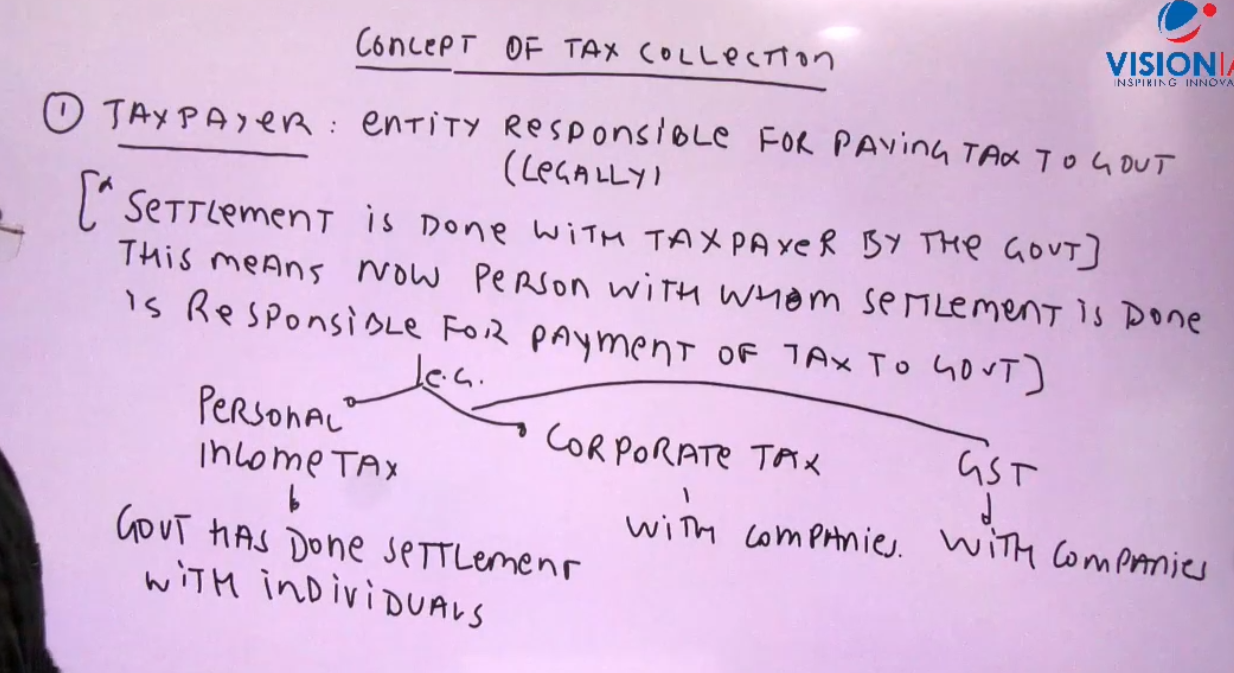 CONCEPT OF TAX COLLECTION
VISIONIA
INSPIRING INNOVA
① TAXPAYER : ENTITY RESPONSIBLE FOR PAYING TAX TO GOVT
(LEGALLY)
[* SETTLEMENT is DONE WITH TAXPAYER BY THE GOVT]
THIS MEANS NOW PERSON WITH WHOM SETTLEMENT IS DONE
IS RESPONSIBLE FOR PAYMENT OF TAX TO GOVT]
e.G.
PERSONAL
INCOME TAX
CORPORATE TAX
GST
GOVT HAS DONE SETTLEMENT
WITH INDIVIDUALS
WITH COMPANIES.
WITH COMPANIES